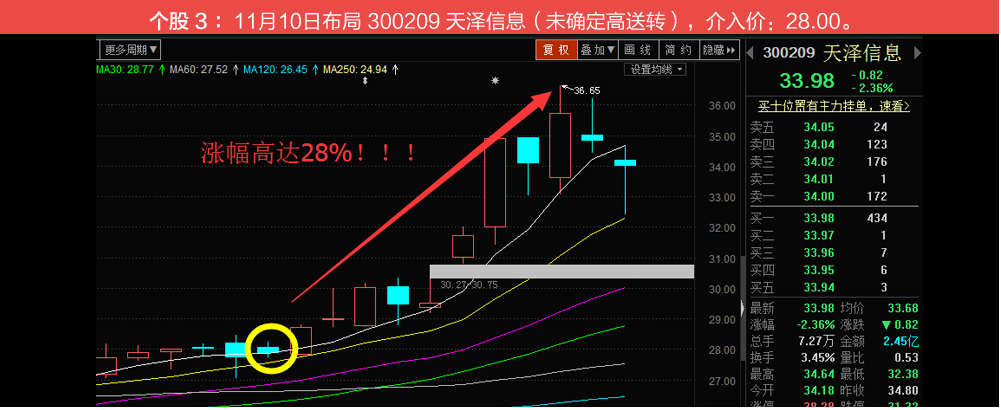 个股 3： 11月10日布局 300209 天泽信息（未确定高送转），介入价：28.00。
更多周期▼
复 权 叠加▼ 画 线 简 约 隐藏
MA30: 28.77 ↑ MA60: 27.52 ↑ MA120: 26.45 ↑ MA250: 24.94 ↑
设置均线
36.65
涨幅高达28%！！！
30.27-30.75
36.00
35.00
34.00
33.00
32.00
31.00
30.00
29.00
28.00
27.00
300209 天泽信息
33.98 -0.82
-2.36%
买十位置有主力挂单，速看>
卖五 34.05 24
卖四 34.04 123
卖三 34.02 176
卖二 34.01 1
卖一 34.00 172
买一 33.98 434
买二 33.97 1
买三 33.96 7
买四 33.95 6
买五 33.94 3
最新 33.98 均价 33.68
涨幅 -2.36% 涨跌 ▼0.82
总手 7.27万 金额 2.45亿
换手 3.45% 量比 0.53
最高 34.64 最低 32.38
今开 34.18 昨收 34.80
涨停 38.28 跌停 31.32